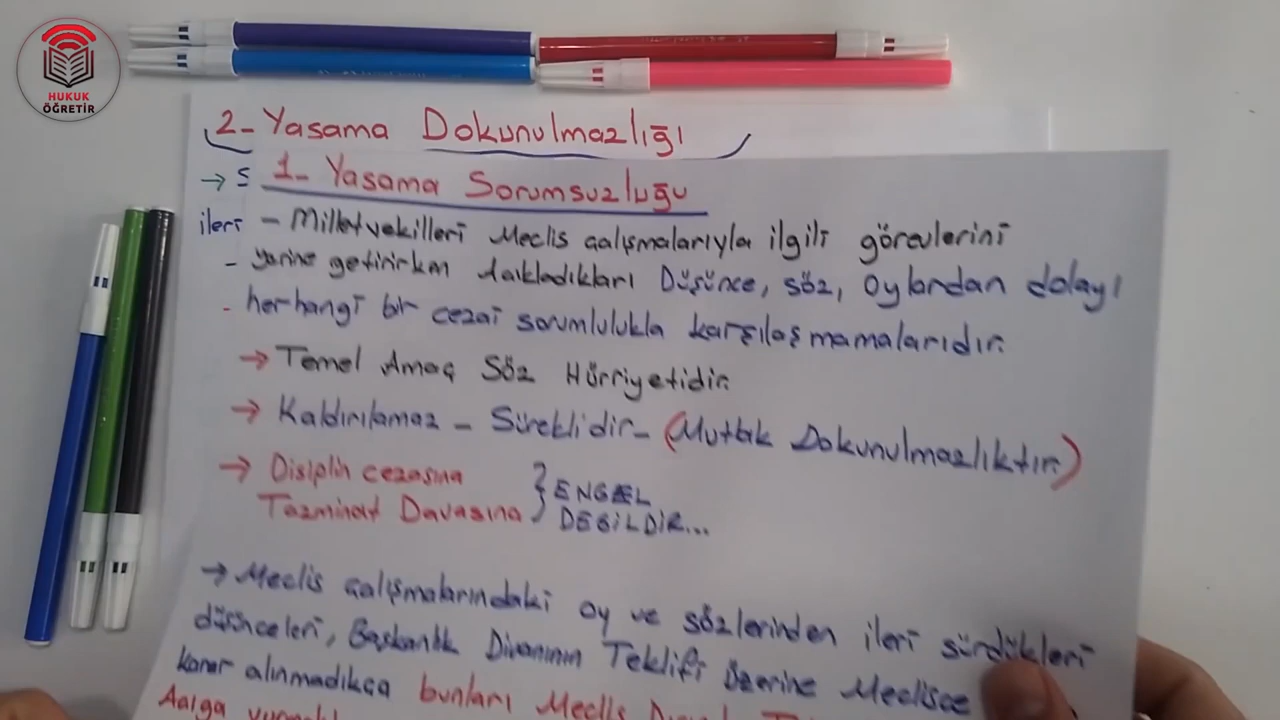 HUKUK
ÖĞRETİR
2- Yasama Dokunulmazlığı
→ S
ileri
1- Yasama Sorumsuzluğu
- Milletvekilleri Meclis çalışmalarıyla ilgili görevlerini
yerine getirirken Düşünce, söz, oylardan dolayı
herhangi bir cezai sorumlulukla karşılaşmamalarıdır.
→ Temel Amaç Söz Hürriyetidir.
→ Kaldırılamaz - Süreklidir- (Mutlak Dokunulmazlıktır.)
→ Disiplin cezasına
Tazminat Davasına } ENGEL
DEĞİLDİR...
→ Meclis çalışmalarındaki oy ve sözlerinden ileri sürdükleri
düşünceleri, Başkanlık Divanının Teklifi üzerine Meclisce
karar alınmadıkça bunları Meclis